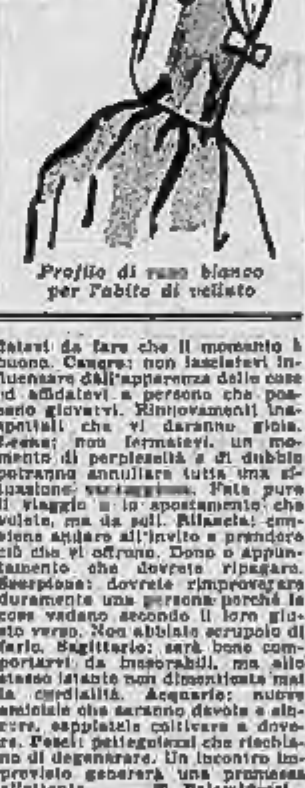 Profilo di raso bianco
per l'abito di velluto
datevi da fare che il momento è
buono. Cancro: non lasciatevi in-
fluenzare dall'apparenza delle cose
ed affidatevi a persone che pos-
sano giovarvi. Rinnovamenti ina-
spettati che vi daranno gioia.
Leone: non fermatevi, un mo-
mento di perplessità e di dubbio
potranno annullare tutta una si-
tuazione vantaggiosa. Fate pure
il viaggio e lo spostamento che
volete, ma da soli. Bilancia: con-
viene andare all'invito e prendere
ciò che vi offrono. Dono o appun-
tamento che dovrete ripagare.
Scorpione: dovrete rimproverare
duramente una persona perchè le
cose vadano secondo il loro giu-
sto verso. Non abbiate scrupolo di
farlo. Sagittario: sarà bene com-
portarvi da inesorabili, ma allo
stesso istante non dimenticate mai
la cordialità. Acquario: nuove
amicizie che saranno devote e sin-
cere, sappiatele coltivare a dove-
re. Pesci: pettegolezzi che rischia-
no di degenerare. Un incontro im-
provviso genererà una promessa